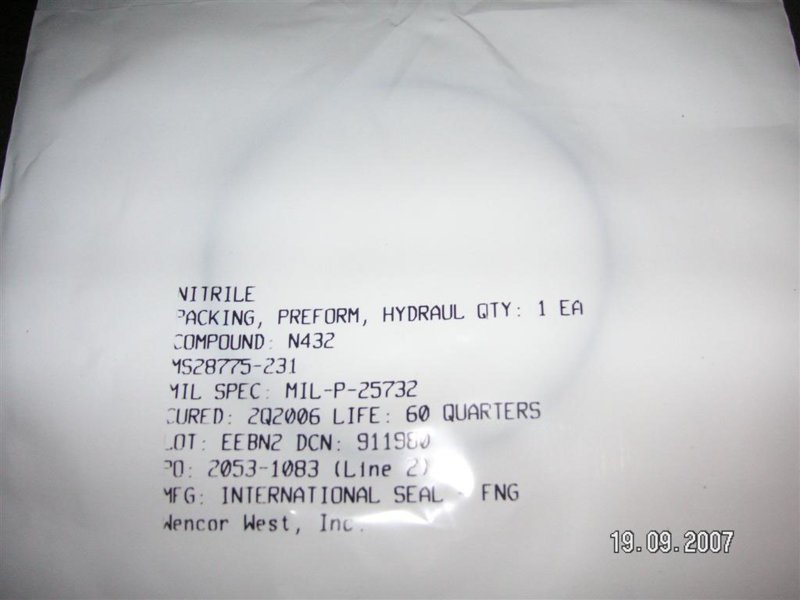 NITRILE
PACKING, PREFORM, HYDRAUL QTY: 1 EA
COMPOUND: N432
MS28775-231
MIL SPEC: MIL-P-25732
CURED: 2Q2006 LIFE: 60 QUARTERS
LOT: EEBN2 DCN: 911980
PO: 2053-1083 (Line 2)
MFG: INTERNATIONAL SEAL - FNG
Wencor West, Inc.
19.09.2007